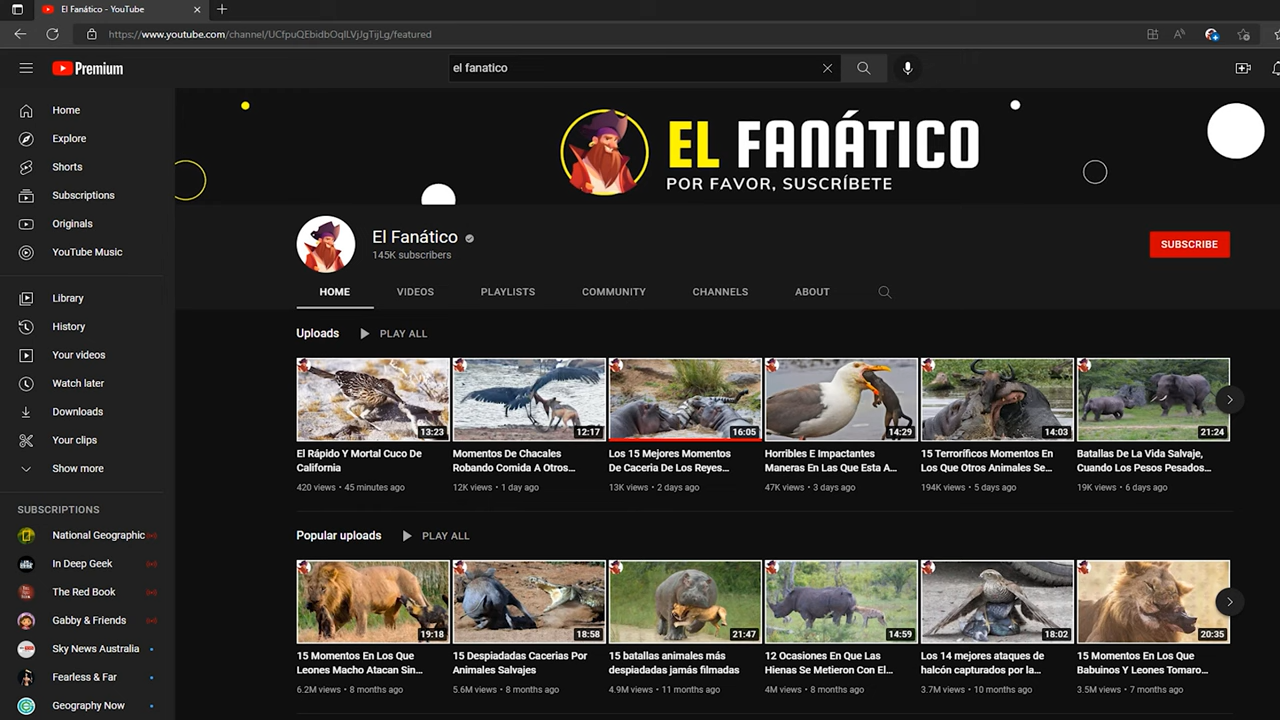 El Fanático - YouTube
https://www.youtube.com/channel/UCfpuQEbidbOqlLVjJgTijLg/featured
Premium
el fanatico
Home
Explore
Shorts
Subscriptions
Originals
YouTube Music
Library
History
Your videos
Watch later
Downloads
Your clips
Show more
SUBSCRIPTIONS
National Geographic
In Deep Geek
The Red Book
Gabby & Friends
Sky News Australia
Fearless & Far
Geography Now
EL FANÁTICO
POR FAVOR, SUSCRÍBETE
El Fanático
145K subscribers
SUBSCRIBE
HOME VIDEOS PLAYLISTS COMMUNITY CHANNELS ABOUT
Uploads PLAY ALL
13:23 12:17 16:05 14:29 14:03 21:24
El Rápido Y Mortal Cuco De California
420 views • 45 minutes ago
Momentos De Chacales Robando Comida A Otros...
12K views • 1 day ago
Los 15 Mejores Momentos De Caceria De Los Reyes...
13K views • 2 days ago
Horribles E Impactantes Maneras En Las Que Esta A...
47K views • 3 days ago
15 Terroríficos Momentos En Los Que Otros Animales Se...
194K views • 5 days ago
Batallas De La Vida Salvaje, Cuando Los Pesos Pesados...
19K views • 6 days ago
Popular uploads PLAY ALL
19:18 18:58 21:47 14:59 18:02 20:35
15 Momentos En Los Que Leones Macho Atacan Sin...
6.2M views • 8 months ago
15 Despiadadas Cacerias Por Animales Salvajes
5.6M views • 8 months ago
15 batallas animales más despiadadas jamás filmadas
4.9M views • 11 months ago
12 Ocasiones En Que Las Hienas Se Metieron Con El...
4M views • 8 months ago
Los 14 mejores ataques de halcón capturados por la...
3.7M views • 10 months ago
15 Momentos En Los Que Babuinos Y Leones Tomaro...
3.5M views • 7 months ago